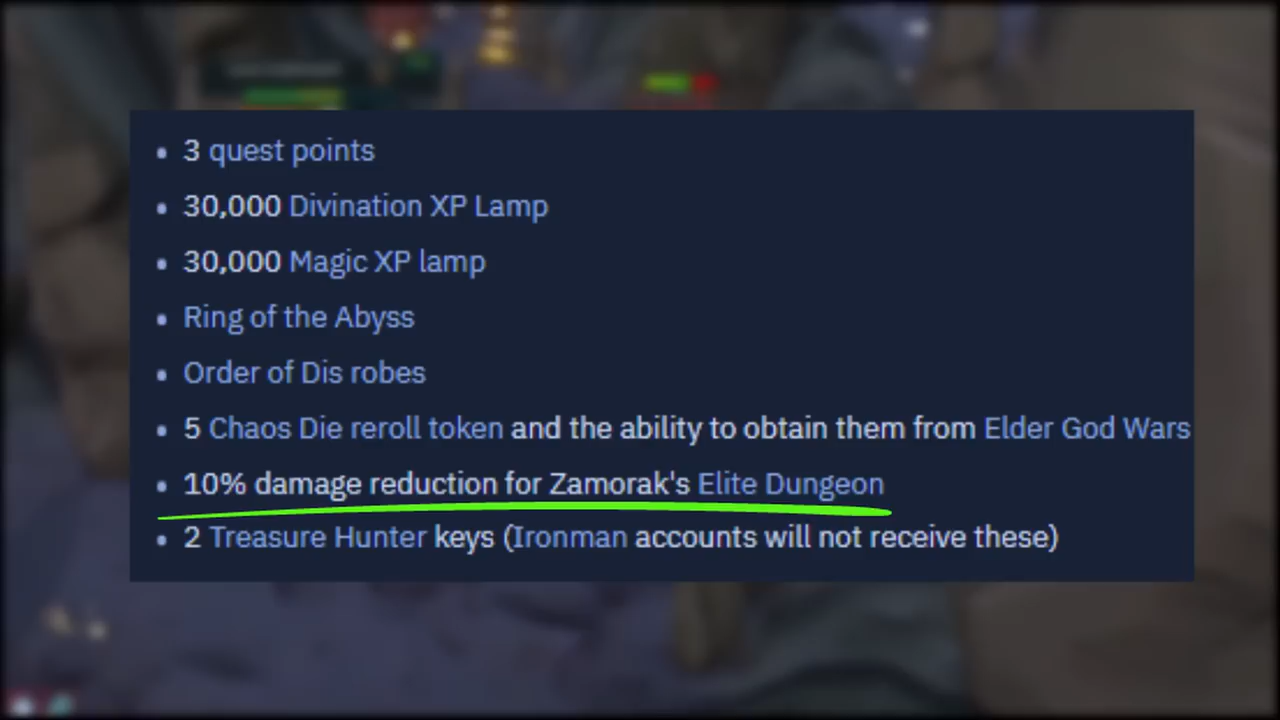 • 3 quest points
• 30,000 Divination XP Lamp
• 30,000 Magic XP lamp
• Ring of the Abyss
• Order of Dis robes
• 5 Chaos Die reroll token and the ability to obtain them from Elder God Wars
• 10% damage reduction for Zamorak's Elite Dungeon
• 2 Treasure Hunter keys (Ironman accounts will not receive these)